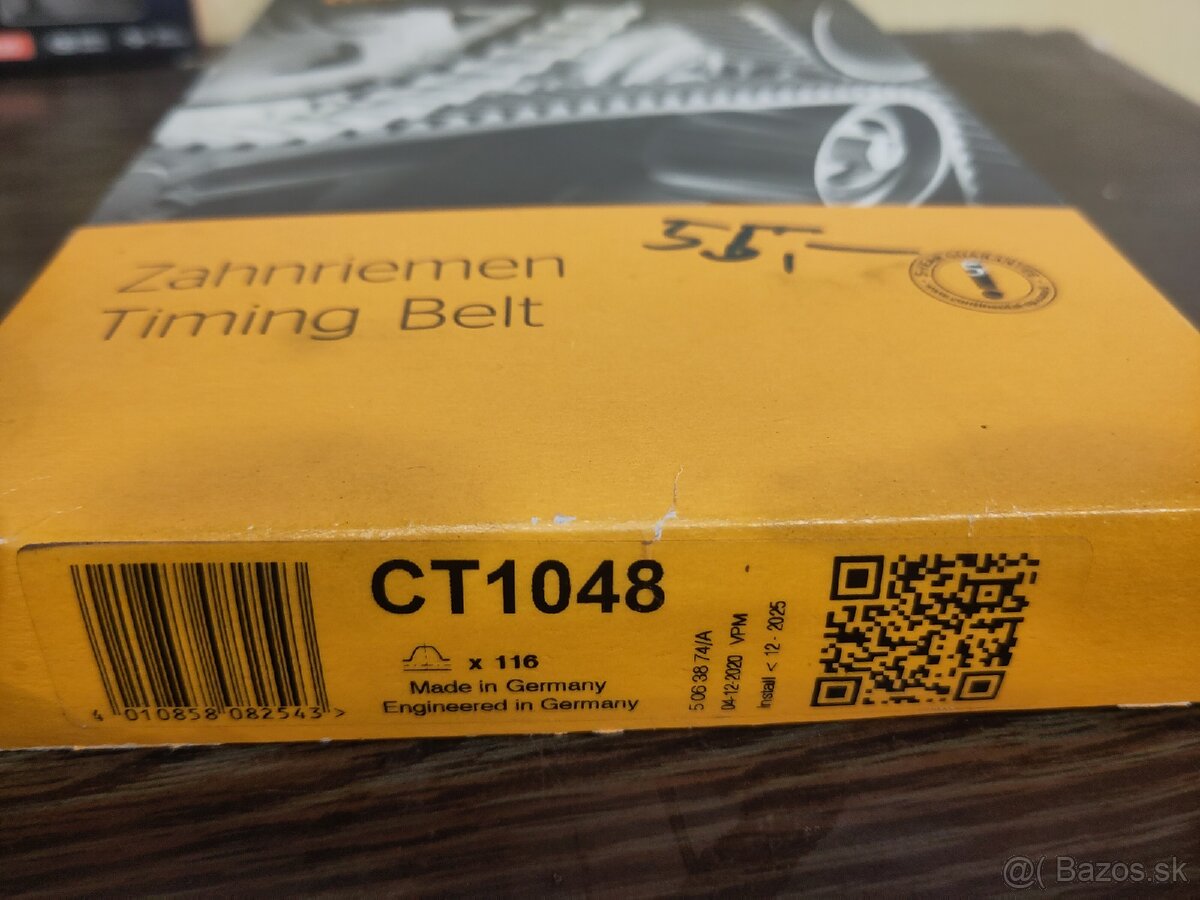 55,-
Zahnriemen
Timing Belt
CT1048
x 116
Made in Germany
Engineered in Germany
4 010858 082543 >
5 06 38 74/A
04-12-2020 VPM
Install < 12 - 2025
@( Bazos.sk